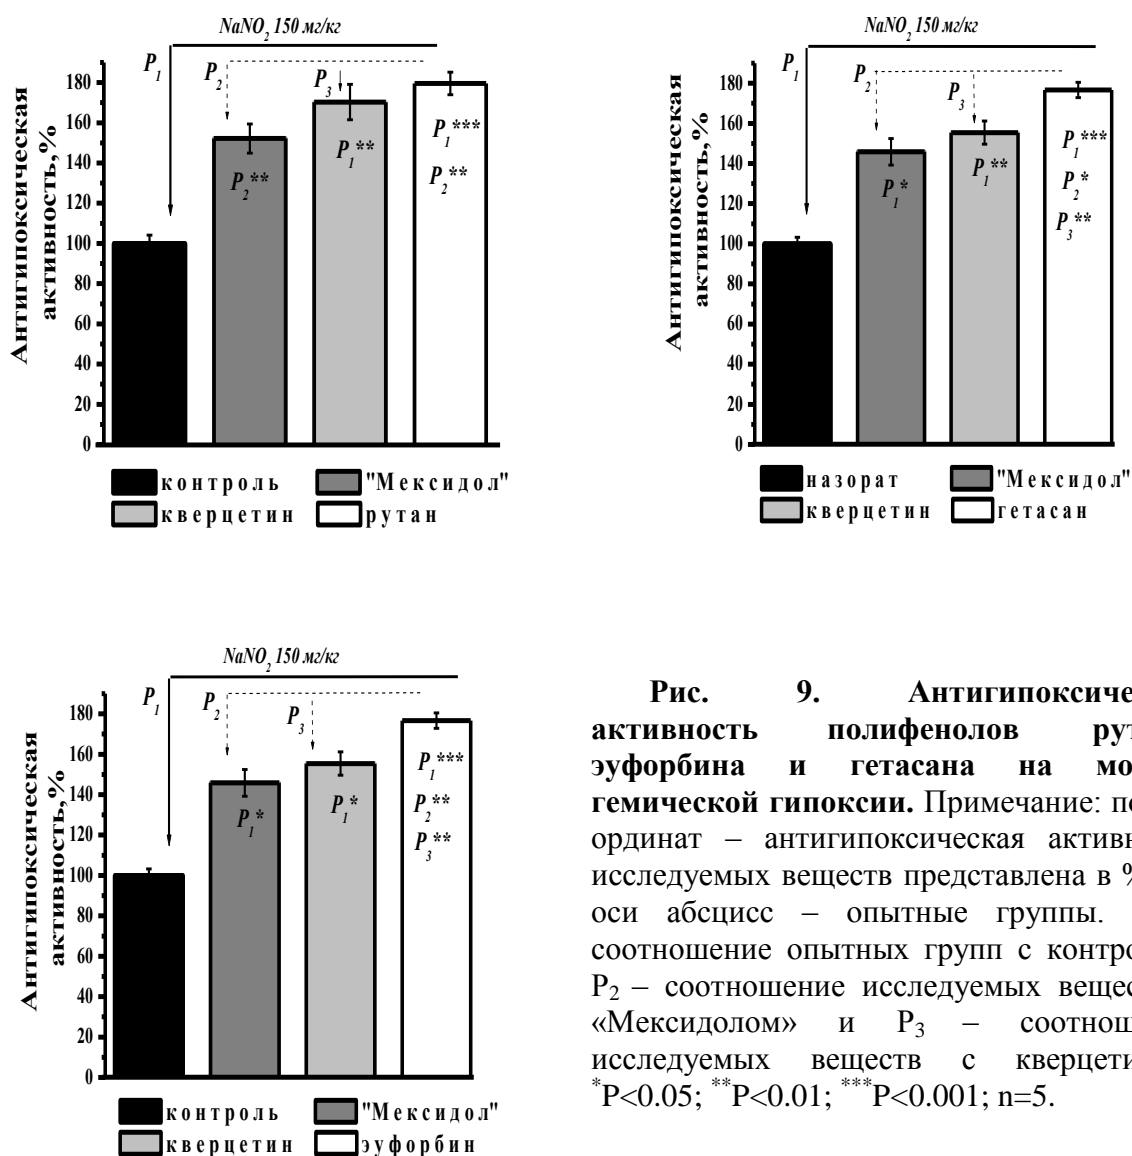 NaNO2 150 мг/кг
P1
P2
P3
Антигипоксическая
активность,%
180
160
140
120
100
80
60
40
20
0
P2**
P1**
P1***
P2**
контроль
"Мексидол"
кверцетин
рутан
NaNO2 150 мг/кг
P1
P2
P3
Антигипоксическая
активность,%
180
160
140
120
100
80
60
40
20
0
P1*
P1**
P1***
P2*
P3**
назорат
"Мексидол"
кверцетин
гетасан
NaNO2 150 мг/кг
P1
P2
P3
Антигипоксическая
активность,%
180
160
140
120
100
80
60
40
20
0
P1*
P1*
P1***
P2**
P3**
контроль
"Мексидол"
кверцетин
эуфорбин
Рис. 9. Антигипоксиче
активность полифенолов рут
эуфорбина и гетасана на мо
гемической гипоксии. Примечание: по
ординат – антигипоксическая активн
исследуемых веществ представлена в %
оси абсцисс – опытные группы.
соотношение опытных групп с контро
P2 – соотношение исследуемых вещес
«Мексидолом» и P3 – соотнош
исследуемых веществ с кверцети
*P<0.05; **P<0.01; ***P<0.001; n=5.